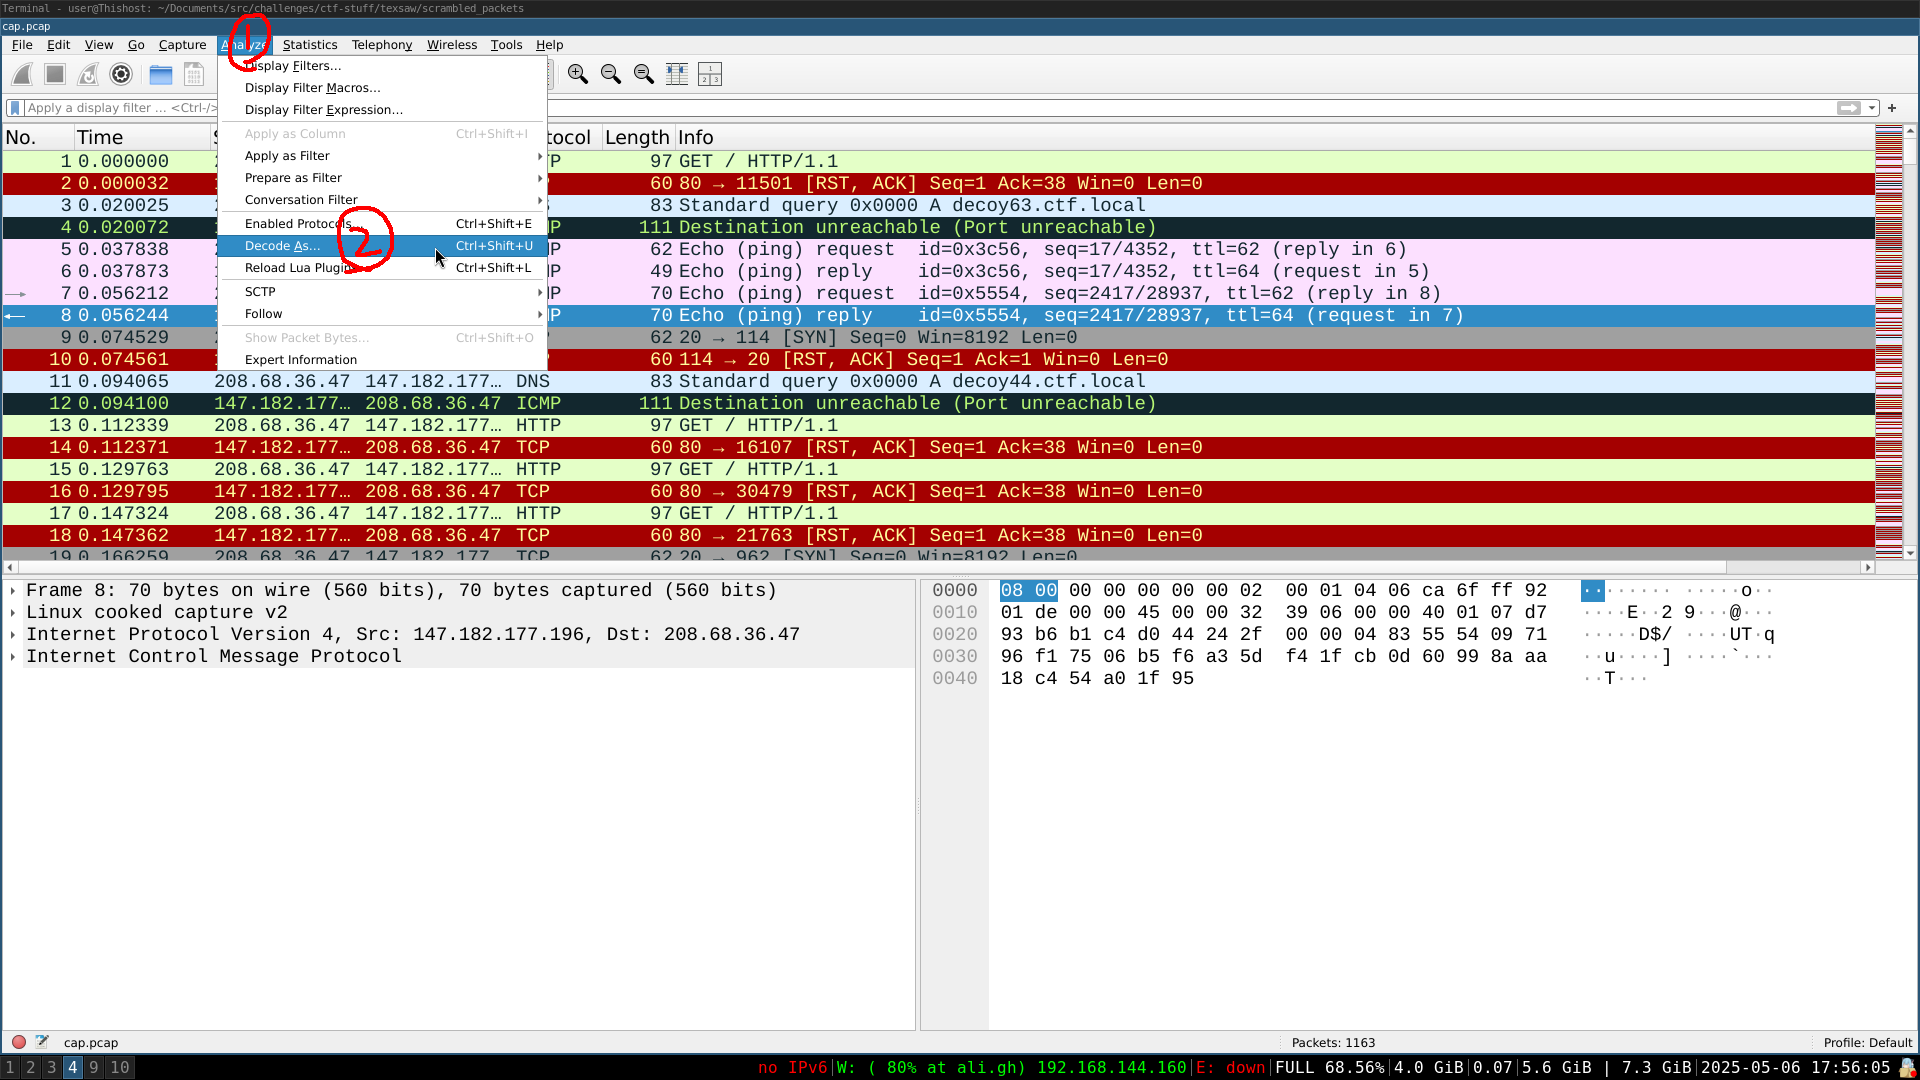 Terminal - user@Thishost: ~/Documents/src/challenges/ctf-stuff/texsaw/scrambled_packets
cap.pcap
File Edit View Go Capture Analyze Statistics Telephony Wireless Tools Help
1
Display Filters...
Display Filter Macros...
Display Filter Expression...
Apply as Column Ctrl+Shift+I
Apply as Filter
Prepare as Filter
Conversation Filter
Enabled Protocols... Ctrl+Shift+E
2
Decode As... Ctrl+Shift+U
Reload Lua Plugins Ctrl+Shift+L
SCTP
Follow
Show Packet Bytes... Ctrl+Shift+O
Expert Information
Apply a display filter ... <Ctrl-/>
No. Time tocol Length Info
1 0.000000 97 GET / HTTP/1.1
2 0.000032 60 80 → 11501 [RST, ACK] Seq=1 Ack=38 Win=0 Len=0
3 0.020025 83 Standard query 0x0000 A decoy63.ctf.local
4 0.020072 111 Destination unreachable (Port unreachable)
5 0.037838 62 Echo (ping) request id=0x3c56, seq=17/4352, ttl=62 (reply in 6)
6 0.037873 49 Echo (ping) reply id=0x3c56, seq=17/4352, ttl=64 (request in 5)
7 0.056212 70 Echo (ping) request id=0x5554, seq=2417/28937, ttl=62 (reply in 8)
8 0.056244 70 Echo (ping) reply id=0x5554, seq=2417/28937, ttl=64 (request in 7)
9 0.074529 62 20 → 114 [SYN] Seq=0 Win=8192 Len=0
10 0.074561 60 114 → 20 [RST, ACK] Seq=1 Ack=1 Win=0 Len=0
11 0.094065 208.68.36.47 147.182.177… DNS 83 Standard query 0x0000 A decoy44.ctf.local
12 0.094100 147.182.177… 208.68.36.47 ICMP 111 Destination unreachable (Port unreachable)
13 0.112339 208.68.36.47 147.182.177… HTTP 97 GET / HTTP/1.1
14 0.112371 147.182.177… 208.68.36.47 TCP 60 80 → 16107 [RST, ACK] Seq=1 Ack=38 Win=0 Len=0
15 0.129763 208.68.36.47 147.182.177… HTTP 97 GET / HTTP/1.1
16 0.129795 147.182.177… 208.68.36.47 TCP 60 80 → 30479 [RST, ACK] Seq=1 Ack=38 Win=0 Len=0
17 0.147324 208.68.36.47 147.182.177… HTTP 97 GET / HTTP/1.1
18 0.147362 147.182.177… 208.68.36.47 TCP 60 80 → 21763 [RST, ACK] Seq=1 Ack=38 Win=0 Len=0
19 0.166259 208.68.36.47 147.182.177… TCP 62 20 → 962 [SYN] Seq=0 Win=8192 Len=0
Frame 8: 70 bytes on wire (560 bits), 70 bytes captured (560 bits)
Linux cooked capture v2
Internet Protocol Version 4, Src: 147.182.177.196, Dst: 208.68.36.47
Internet Control Message Protocol
0000 08 00 00 00 00 00 00 02 00 01 04 06 ca 6f ff 92 ········ ·····o··
0010 01 de 00 00 45 00 00 32 39 06 00 00 40 01 07 d7 ····E··2 9···@···
0020 93 b6 b1 c4 d0 44 24 2f 00 00 04 83 55 54 09 71 ·····D$/ ····UT·q
0030 96 f1 75 06 b5 f6 a3 5d f4 1f cb 0d 60 99 8a aa ··u····] ····`···
0040 18 c4 54 a0 1f 95 ··T···
cap.pcap Packets: 1163 Profile: Default
1 2 3 4 9 10 no IPv6|W: ( 80% at ali.gh) 192.168.144.160|E: down|FULL 68.56%|4.0 GiB|0.07|5.6 GiB | 7.3 GiB|2025-05-06 17:56:05